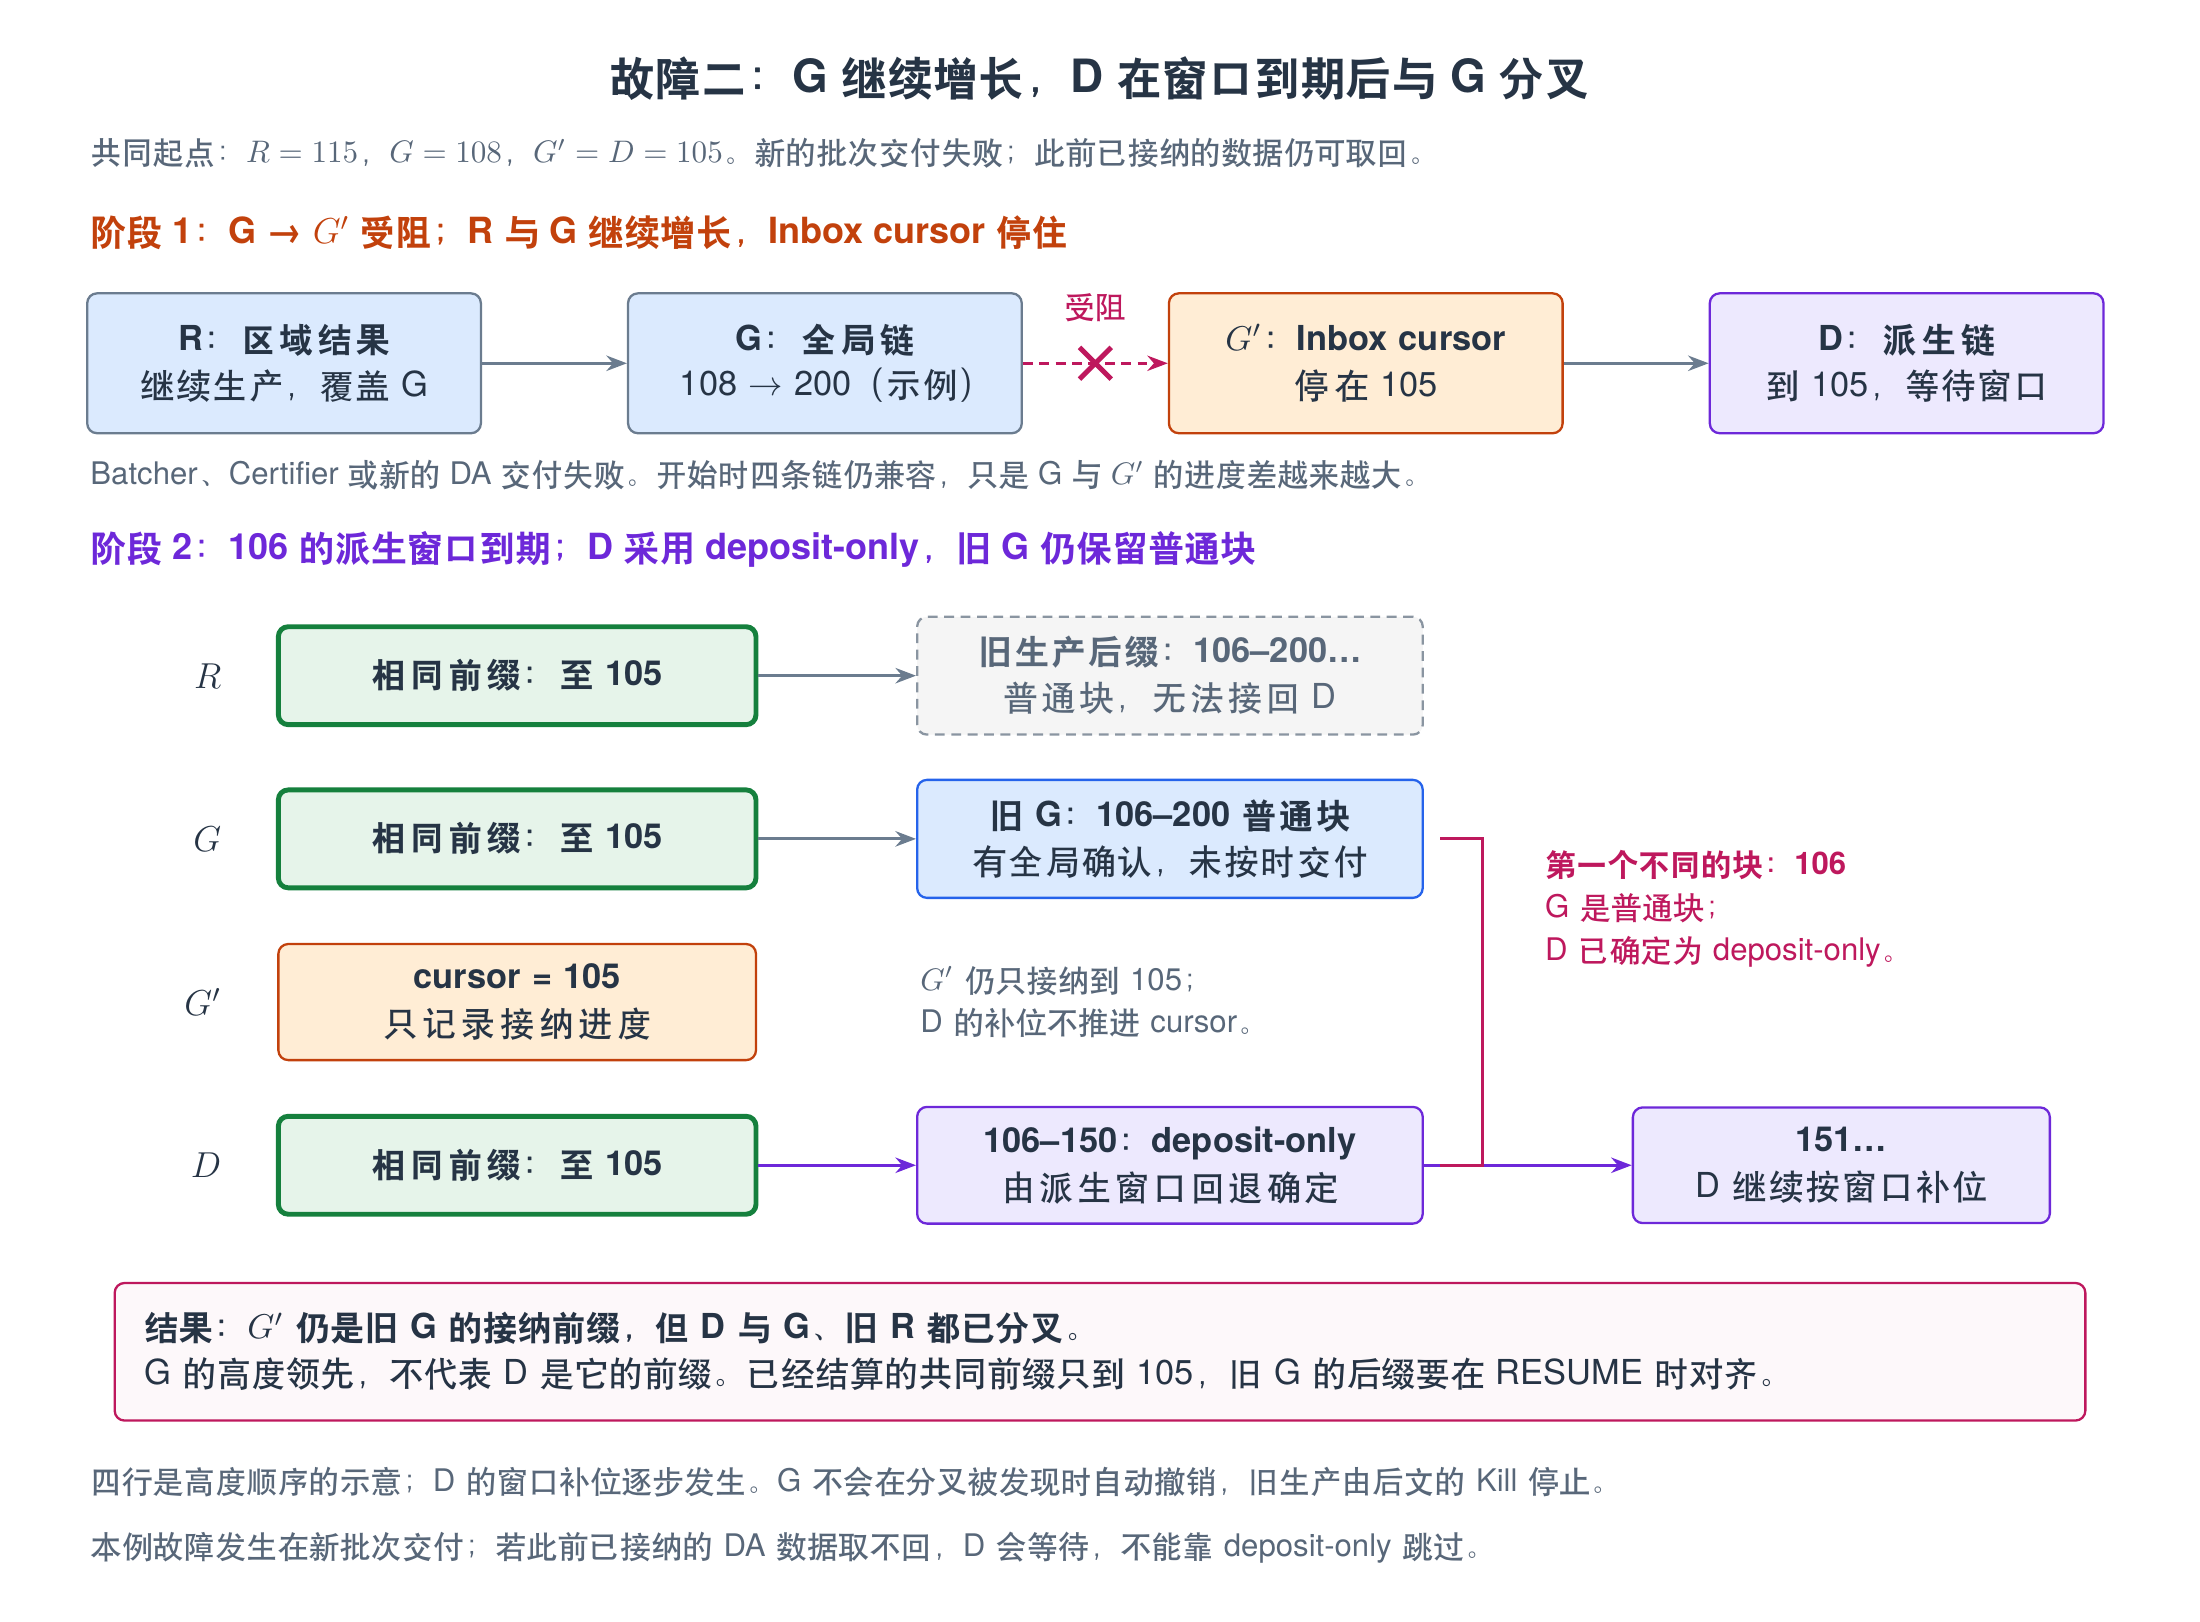 故障二：G 继续增长，D 在窗口到期后与 G 分叉
共同起点：R = 115，G = 108，G′ = D = 105。新的批次交付失败；此前已接纳的数据仍可取回。
阶段 1：G → G′ 受阻；R 与 G 继续增长，Inbox cursor 停住
R：区域结果
继续生产，覆盖 G
G：全局链
108 → 200（示例）
受阻
G′：Inbox cursor
停在 105
D：派生链
到 105，等待窗口
Batcher、Certifier 或新的 DA 交付失败。开始时四条链仍兼容，只是 G 与 G′ 的进度差越来越大。
阶段 2：106 的派生窗口到期；D 采用 deposit-only，旧 G 仍保留普通块
R
相同前缀：至 105
旧生产后缀：106–200…
普通块，无法接回 D
G
相同前缀：至 105
旧 G：106–200 普通块
有全局确认，未按时交付
第一个不同的块：106
G 是普通块；
D 已确定为 deposit-only。
G′
cursor = 105
只记录接纳进度
G′ 仍只接纳到 105；
D 的补位不推进 cursor。
D
相同前缀：至 105
106–150：deposit-only
由派生窗口回退确定
151…
D 继续按窗口补位
结果：G′ 仍是旧 G 的接纳前缀，但 D 与 G、旧 R 都已分叉。
G 的高度领先，不代表 D 是它的前缀。已经结算的共同前缀只到 105，旧 G 的后缀要在 RESUME 时对齐。
四行是高度顺序的示意；D 的窗口补位逐步发生。G 不会在分叉被发现时自动撤销，旧生产由后文的 Kill 停止。
本例故障发生在新批次交付；若此前已接纳的 DA 数据取不回，D 会等待，不能靠 deposit-only 跳过。